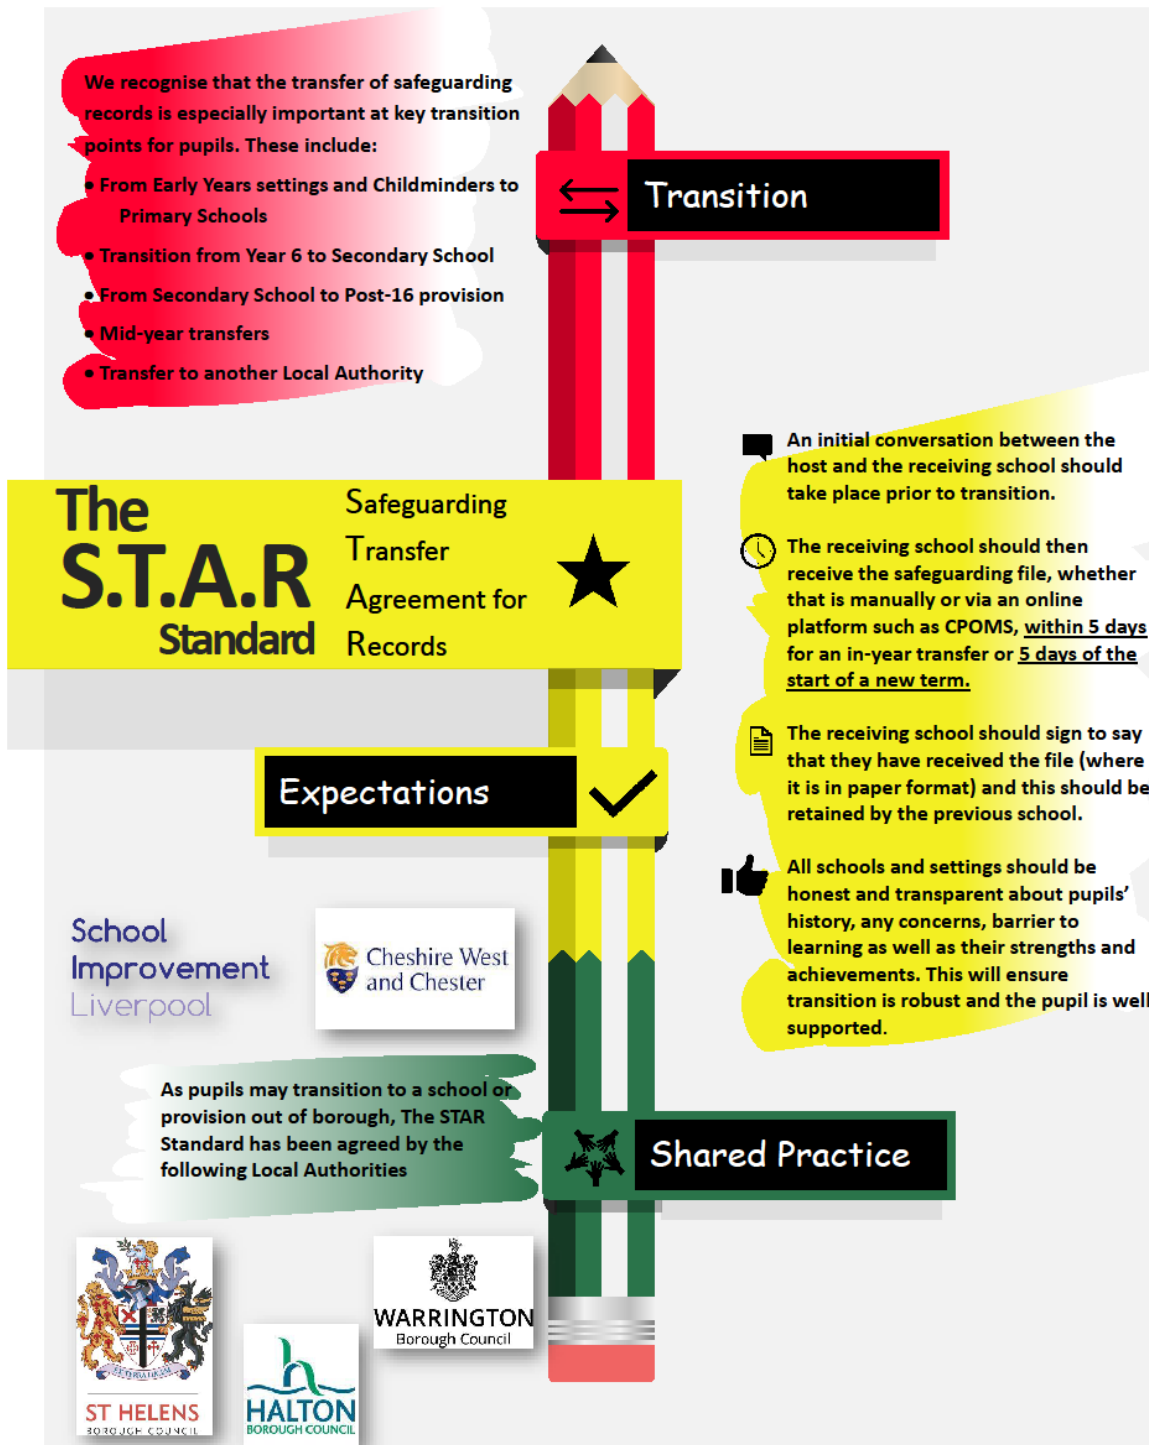 We recognise that the transfer of safeguarding
records is especially important at key transition
points for pupils. These include:
• From Early Years settings and Childminders to
Primary Schools
• Transition from Year 6 to Secondary School
• From Secondary School to Post-16 provision
• Mid-year transfers
• Transfer to another Local Authority
Transition
The
S.T.A.R
Standard
Safeguarding
Transfer
Agreement for
Records
An initial conversation between the
host and the receiving school should
take place prior to transition.
The receiving school should then
receive the safeguarding file, whether
that is manually or via an online
platform such as CPOMS, within 5 days
for an in-year transfer or 5 days of the
start of a new term.
The receiving school should sign to say
that they have received the file (where
it is in paper format) and this should be
retained by the previous school.
All schools and settings should be
honest and transparent about pupils’
history, any concerns, barrier to
learning as well as their strengths and
achievements. This will ensure
transition is robust and the pupil is well
supported.
Expectations
School
Improvement
Liverpool
Cheshire West
and Chester
As pupils may transition to a school or
provision out of borough, The STAR
Standard has been agreed by the
following Local Authorities
Shared Practice
WARRINGTON
Borough Council
ST HELENS
BOROUGH COUNCIL
HALTON
BOROUGH COUNCIL